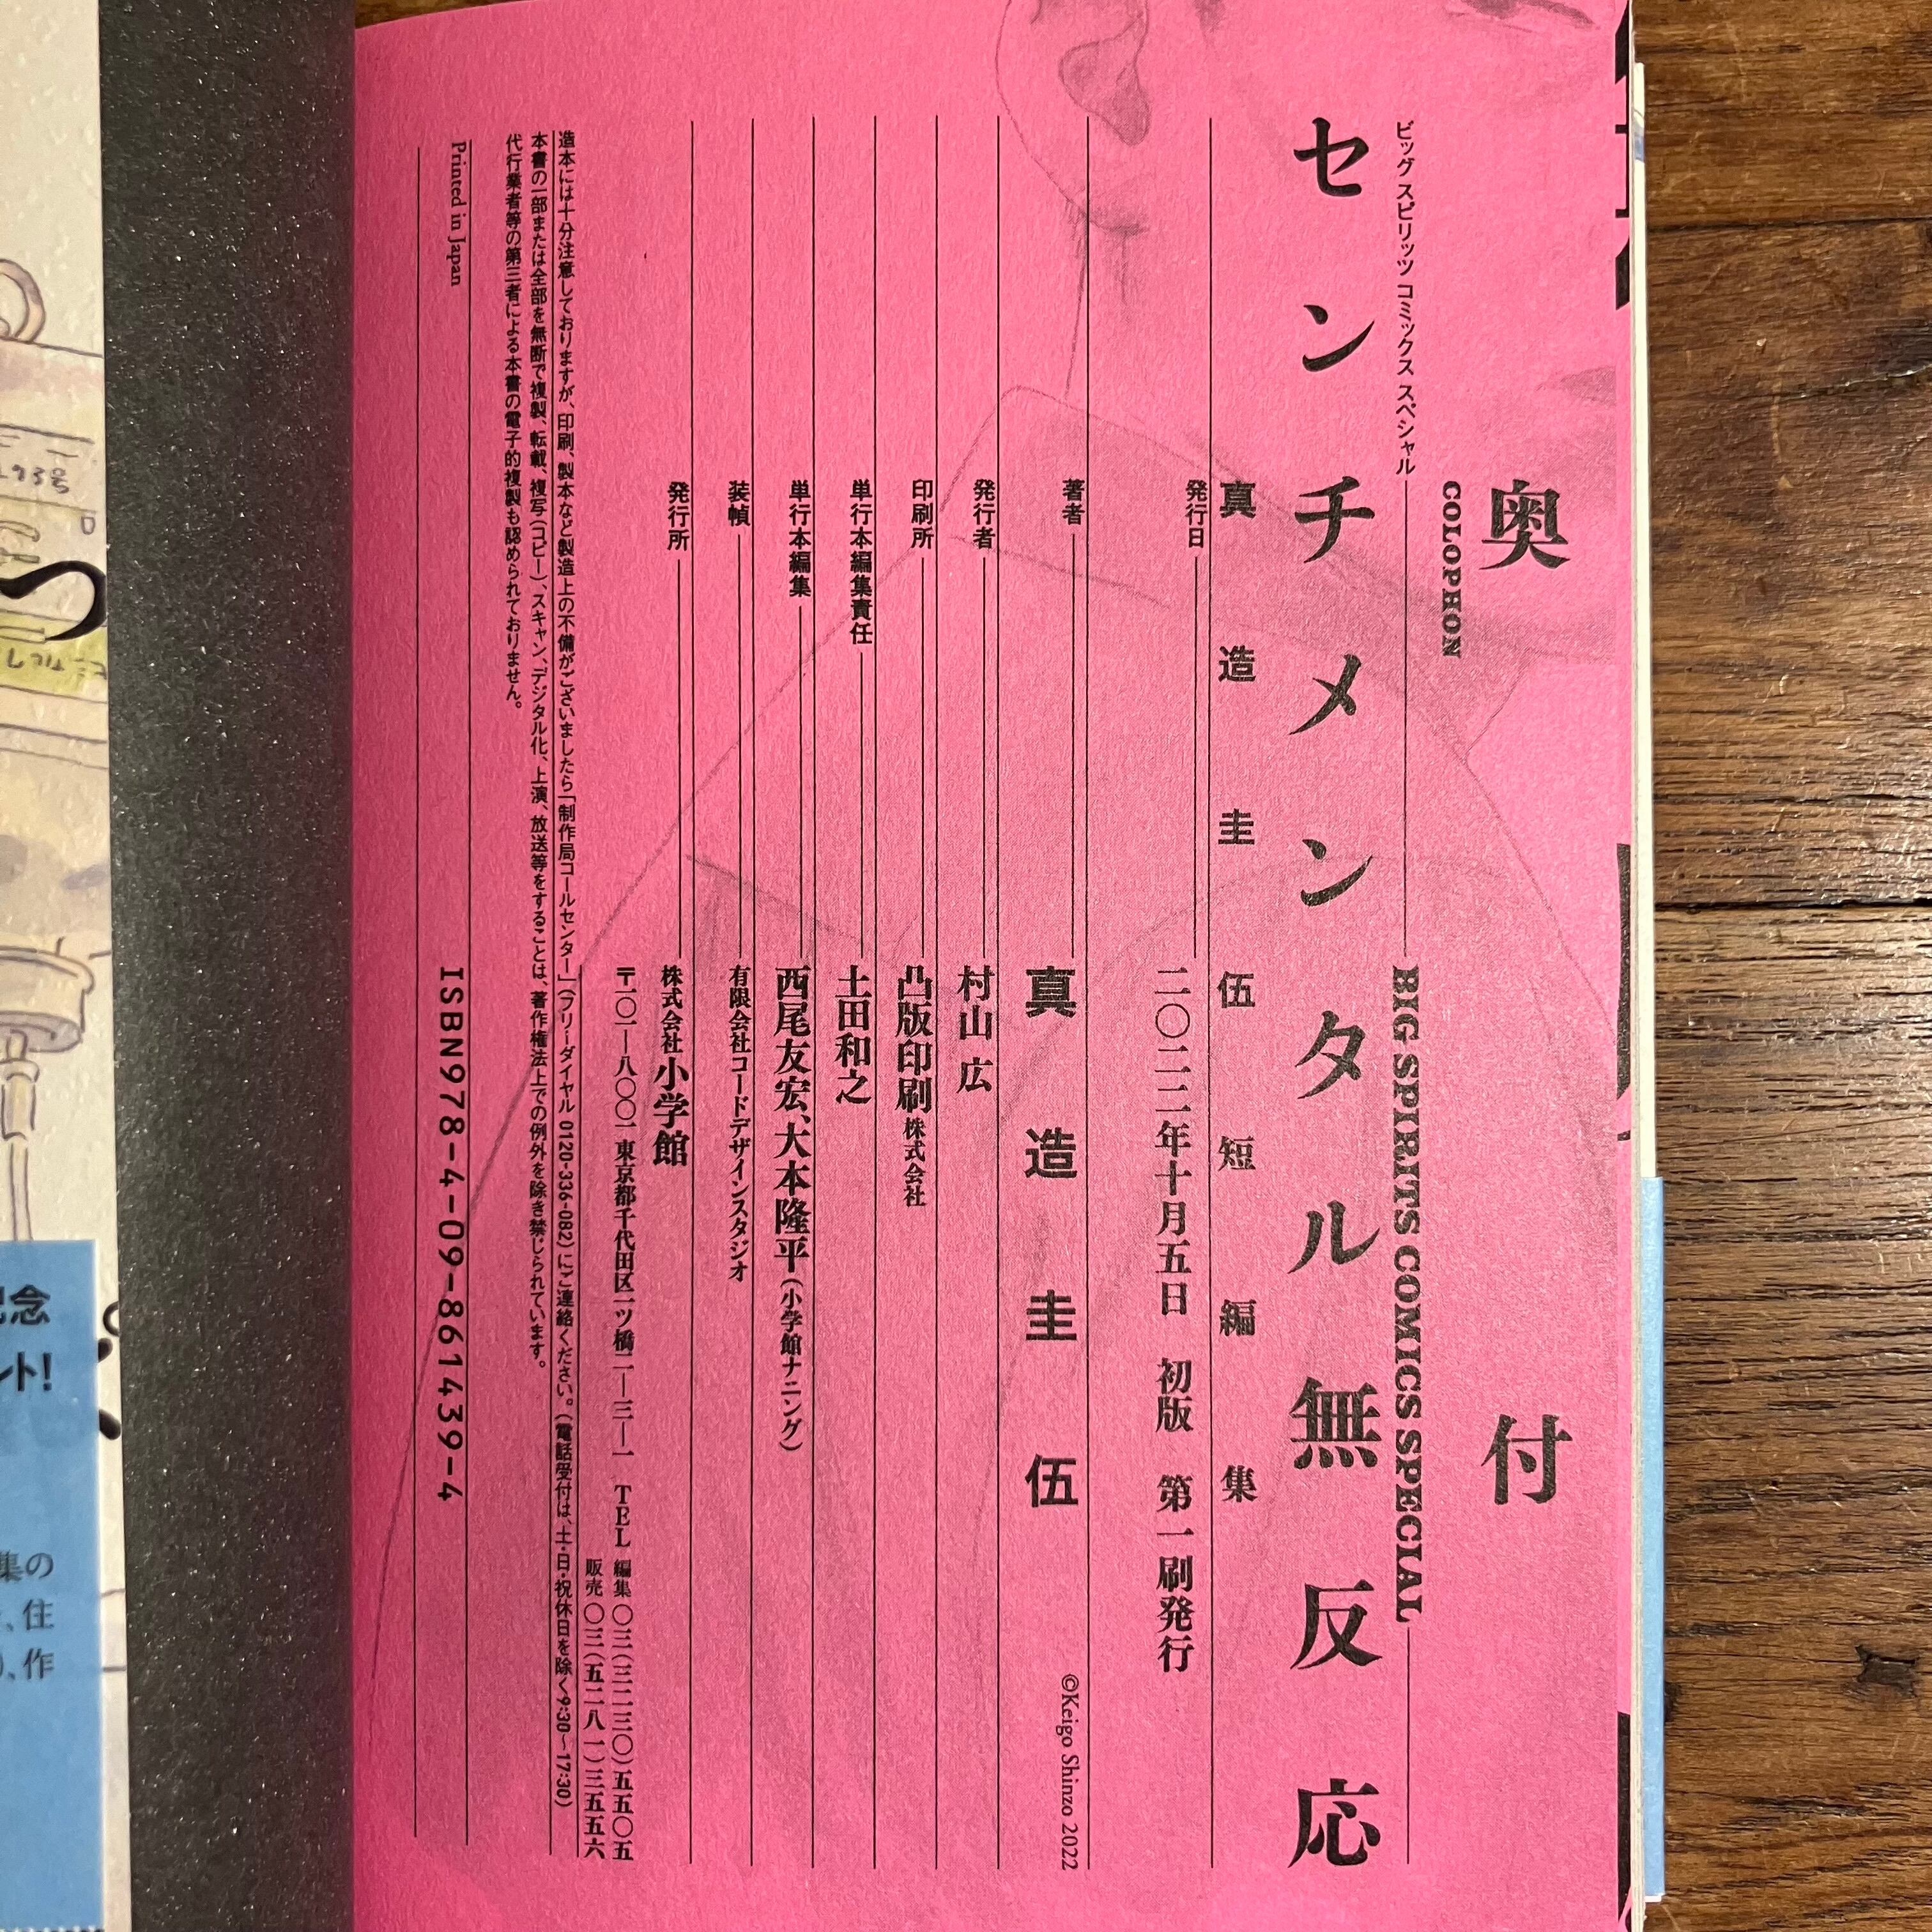 奥付
COLOPHON
ビッグ スピリッツ コミックス スペシャル
BIG SPIRITS COMICS SPECIAL
センチメンタル無反応
真造圭伍短編集
発行日
二〇二二年十月五日 初版 第一刷発行
著者
真造圭伍
©Keigo Shinzo 2022
発行者
村山 広
印刷所
凸版印刷株式会社
単行本編集責任
土田和之
単行本編集
西尾友宏、大本隆平(小学館ナニング)
装幀
有限会社コードデザインスタジオ
発行所
株式会社小学館
〒一〇一―八〇〇一 東京都千代田区一ツ橋二―三―一 TEL 編集〇三(三二三〇)五五〇五
販売〇三(五二八一)三五五六
造本には十分注意しておりますが、印刷、製本など製造上の不備がございましたら「制作局コールセンター」(フリーダイヤル 0120-336-082)にご連絡ください。(電話受付は、土・日・祝休日を除く9:30〜17:30)
本書の一部または全部を無断で複製、転載、複写(コピー)、スキャン、デジタル化、上演、放送等をすることは、著作権法上での例外を除き禁じられています。
代行業者等の第三者による本書の電子的複製も認められておりません。
Printed in Japan
ISBN978-4-09-861439-4
念
ント!
集の
、住
、作